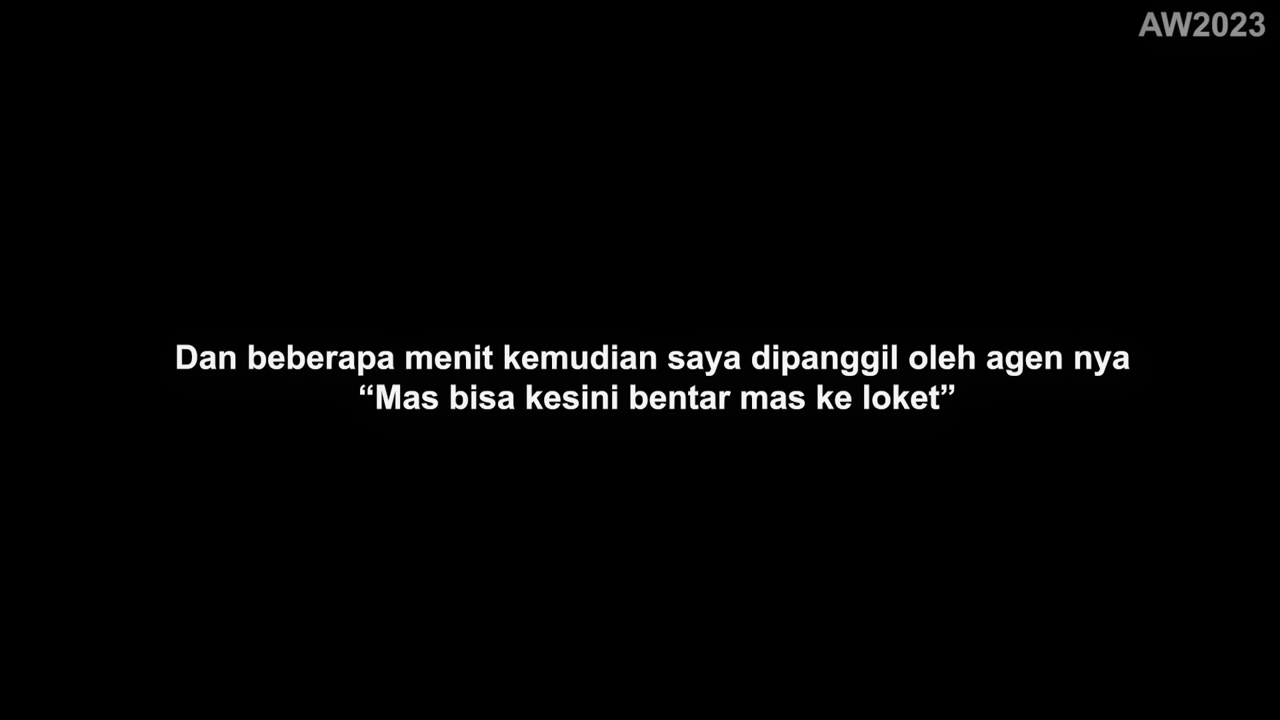 AW2023
Dan beberapa menit kemudian saya dipanggil oleh agen nya
“Mas bisa kesini bentar mas ke loket”